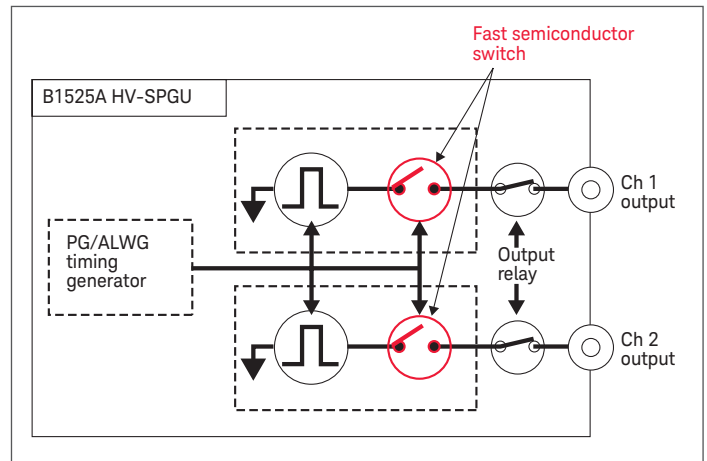 Fast semiconductor
switch
B1525A HV-SPGU
Ch 1
output
PG/ALWG
timing
generator
Output
relay
Ch 2
output